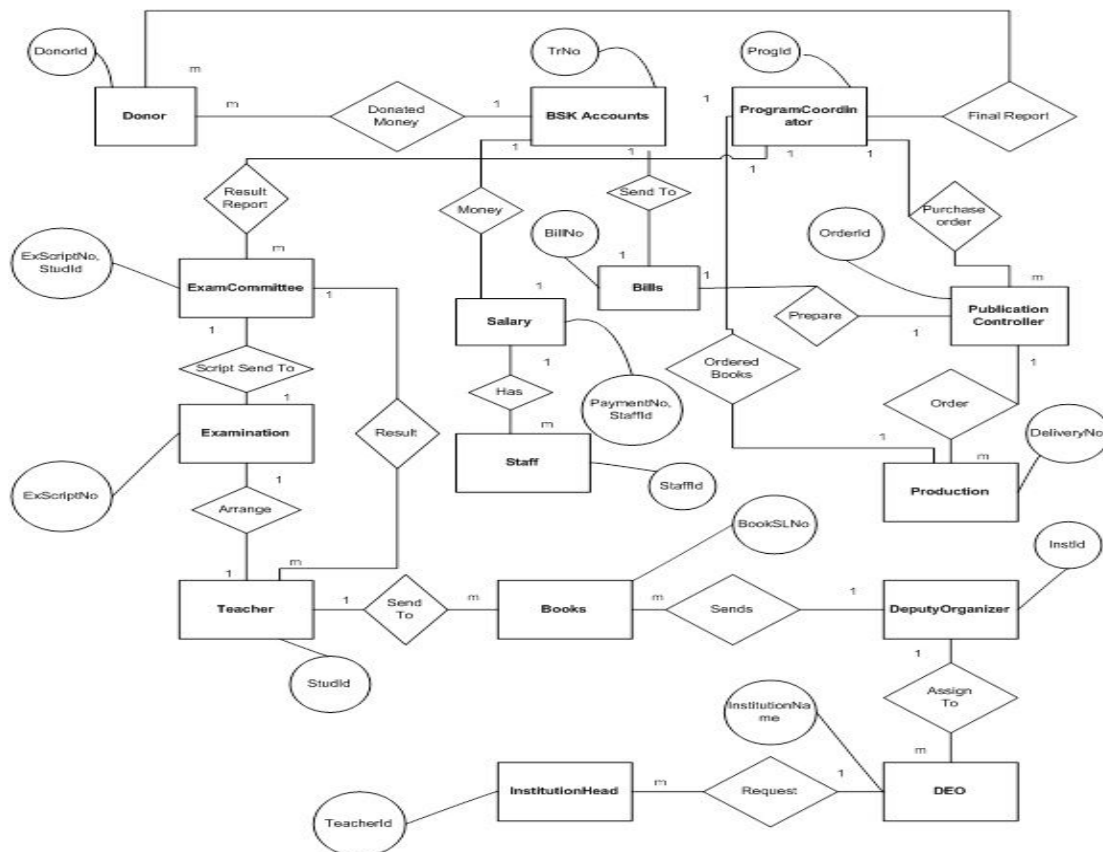 DonorId
TrNo
ProgId
m
m
1
1
Donor
Donated
Money
BSK Accounts
ProgramCoordin
ator
Final Report
1
1
1
1
1
Result
Report
Money
Send To
Purchase
order
BillNo
OrderId
ExScriptNo,
StudId
m
ExamCommittee
1
1
1
m
Bills
1
Salary
Prepare
1
Publication
Controller
1
1
1
Script Send To
1
Has
PaymentNo,
StaffId
Ordered
Books
Order
Examination
Result
m
Staff
1
m
DeliveryNo
ExScriptNo
1
StaffId
Production
Arrange
BookSLNo
InstId
1
m
Teacher
1
Send
To
m
Books
m
Sends
1
DeputyOrganizer
StudId
1
Assign
To
InstitutionNa
me
m
InstitutionHead
m
Request
1
DEO
TeacherId